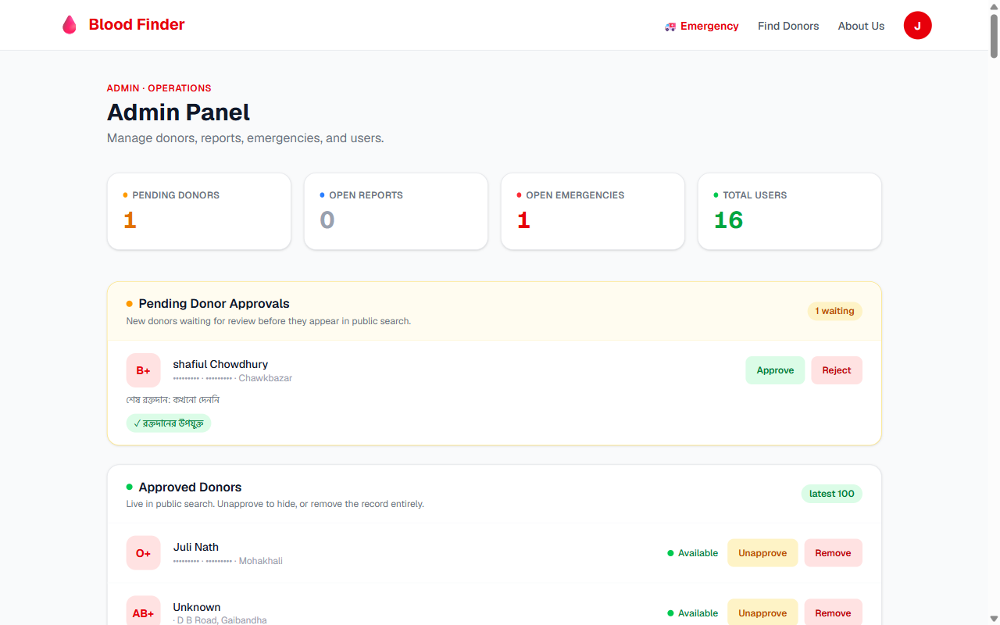 Blood Finder
Emergency
Find Donors
About Us
J
ADMIN · OPERATIONS
Admin Panel
Manage donors, reports, emergencies, and users.
PENDING DONORS
1
OPEN REPORTS
0
OPEN EMERGENCIES
1
TOTAL USERS
16
Pending Donor Approvals
New donors waiting for review before they appear in public search.
1 waiting
B+
shafiul Chowdhury
••••••••• · ••••••••• · Chawkbazar
Approve
Reject
শেষ রক্তদান: কখনো দেননি
✓ রক্তদানের উপযুক্ত
Approved Donors
Live in public search. Unapprove to hide, or remove the record entirely.
latest 100
O+
Juli Nath
••••••••• · ••••••••• · Mohakhali
Available
Unapprove
Remove
AB+
Unknown
· D B Road, Gaibandha
Available
Unapprove
Remove